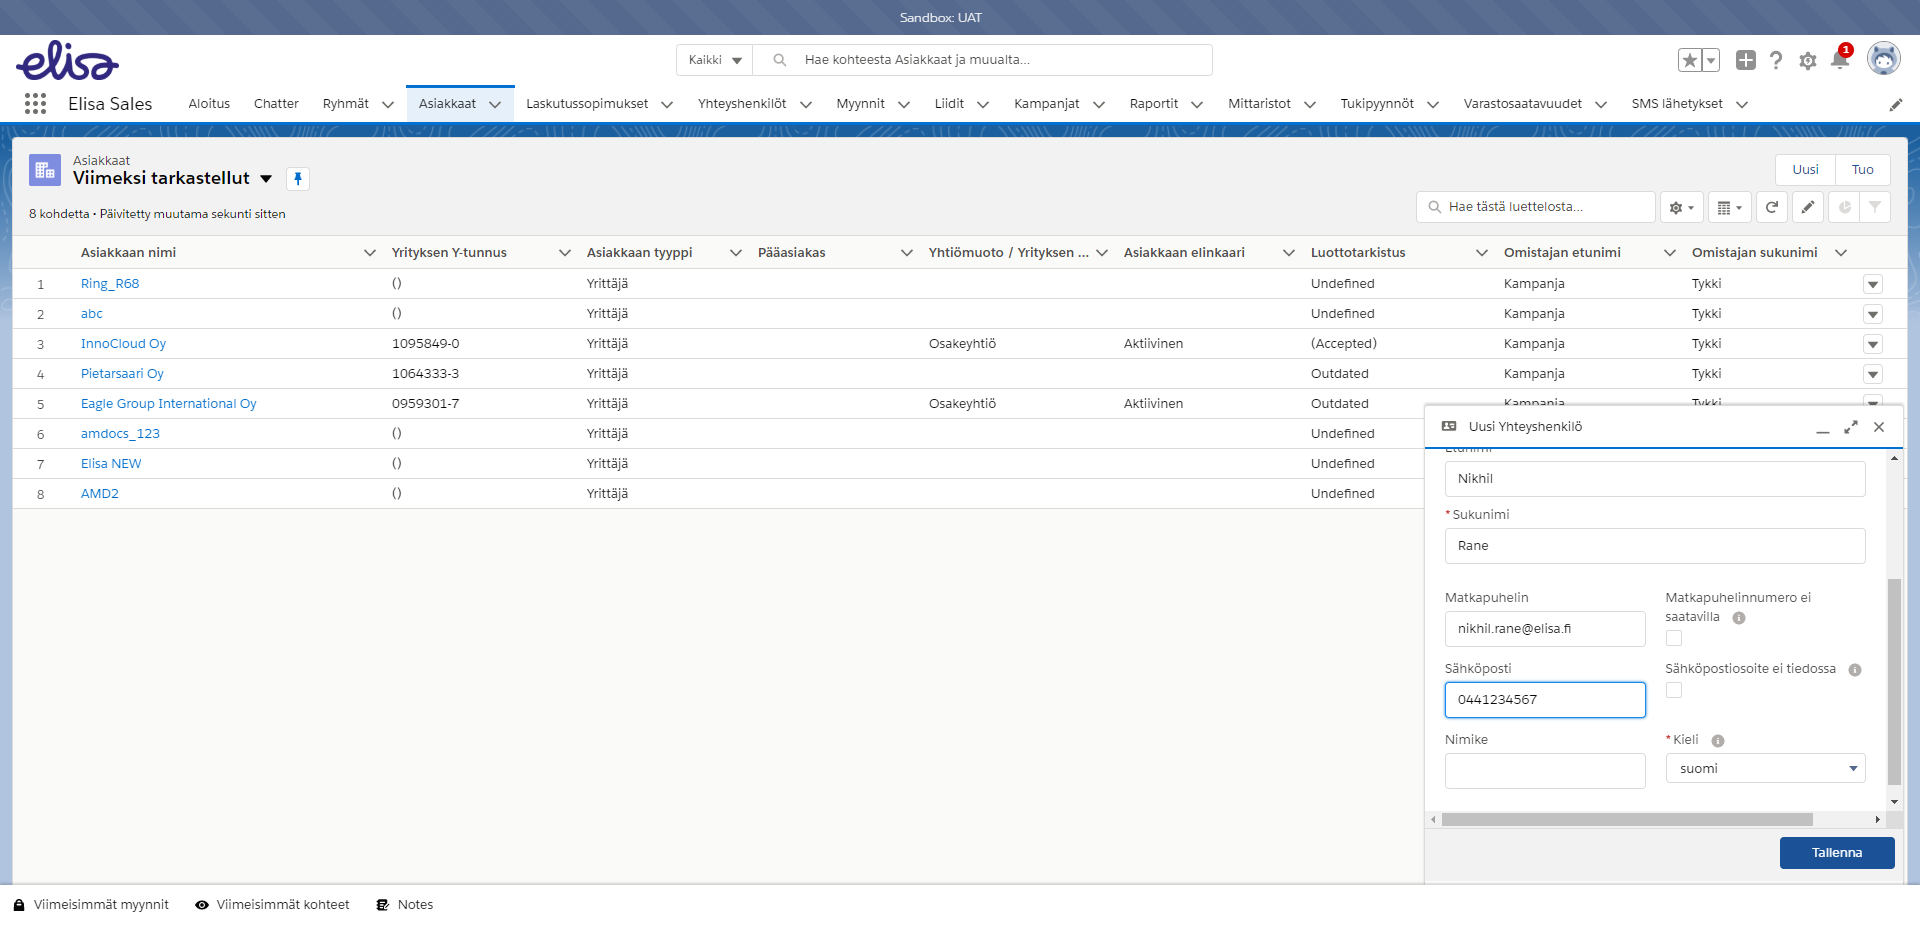 Sandbox: UAT
elisa
Kaikki
Hae kohteesta Asiakkaat ja muualta...
1
Elisa Sales
Aloitus
Chatter
Ryhmät
Asiakkaat
Laskutussopimukset
Yhteyshenkilöt
Myynnit
Liidit
Kampanjat
Raportit
Mittaristot
Tukipyynnöt
Varastosaatavuudet
SMS lähetykset
Asiakkaat
Viimeksi tarkastellut
Uusi
Tuo
8 kohdetta • Päivitetty muutama sekunti sitten
Hae tästä luettelosta...
Asiakkaan nimi Yrityksen Y-tunnus Asiakkaan tyyppi Pääasiakas Yhtiömuoto / Yrityksen ... Asiakkaan elinkaari Luottotarkistus Omistajan etunimi Omistajan sukunimi
1 Ring_R68 () Yrittäjä Undefined Kampanja Tykki
2 abc () Yrittäjä Undefined Kampanja Tykki
3 InnoCloud Oy 1095849-0 Yrittäjä Osakeyhtiö Aktiivinen (Accepted) Kampanja Tykki
4 Pietarsaari Oy 1064333-3 Yrittäjä Outdated Kampanja Tykki
5 Eagle Group International Oy 0959301-7 Yrittäjä Osakeyhtiö Aktiivinen Outdated Kampanja Tykki
6 amdocs_123 () Yrittäjä Undefined
7 Elisa NEW () Yrittäjä Undefined
8 AMD2 () Yrittäjä Undefined
Uusi Yhteyshenkilö
Etunimi
Nikhil
* Sukunimi
Rane
Matkapuhelin
nikhil.rane@elisa.fi
Matkapuhelinnumero ei
saatavilla
Sähköposti
0441234567
Sähköpostiosoite ei tiedossa
Nimike
* Kieli
suomi
Tallenna
Viimeisimmät myynnit
Viimeisimmät kohteet
Notes